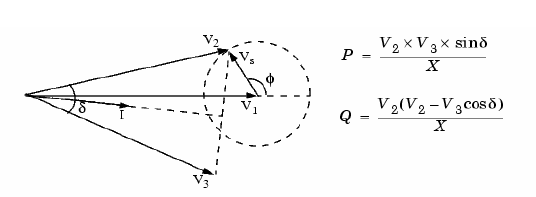 V₂
Vₛ
ϕ
P = V₂ × V₃ × sinδ / X
δ
I
V₁
Q = V₂(V₂ – V₃cosδ) / X
V₃